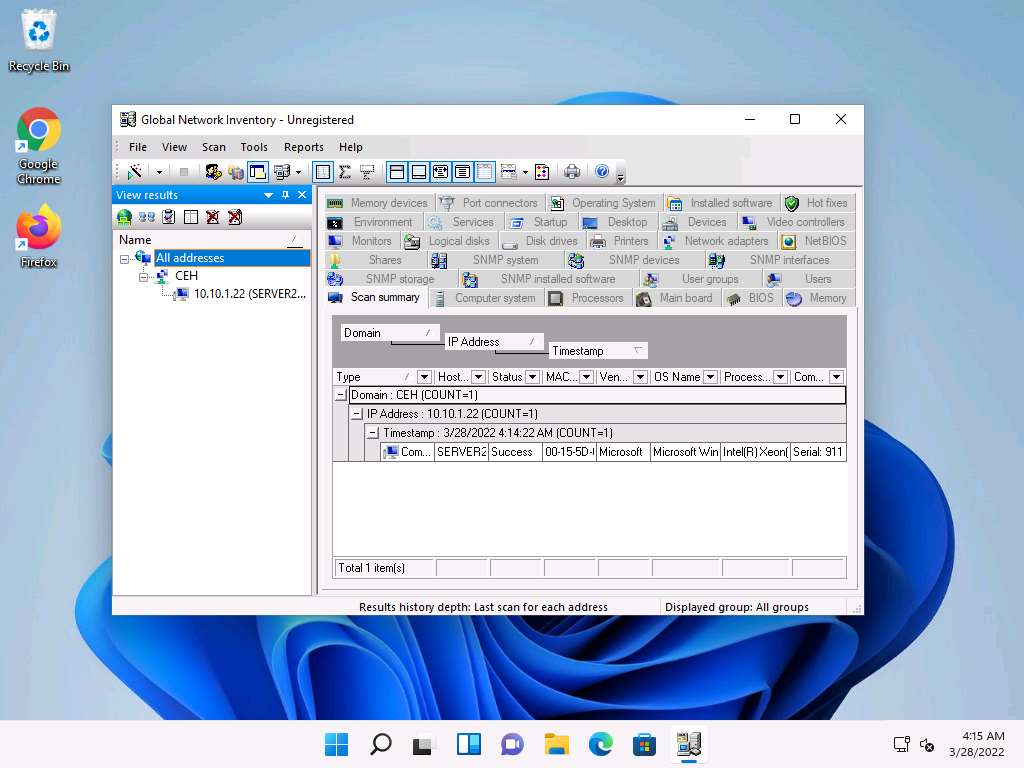 Recycle Bin
Google
Chrome
Firefox
Global Network Inventory - Unregistered
File View Scan Tools Reports Help
View results
Name
All addresses
CEH
10.10.1.22 (SERVER2...
Memory devices Port connectors Operating System Installed software Hot fixes
Environment Services Startup Desktop Devices Video controllers
Monitors Logical disks Disk drives Printers Network adapters NetBIOS
Shares SNMP system SNMP devices SNMP interfaces
SNMP storage SNMP installed software User groups Users
Scan summary Computer system Processors Main board BIOS Memory
Domain
IP Address
Timestamp
Type Host... Status MAC... Ven... OS Name Process... Com...
Domain : CEH (COUNT=1)
IP Address : 10.10.1.22 (COUNT=1)
Timestamp : 3/28/2022 4:14:22 AM (COUNT=1)
Com... SERVER2 Success 00-15-5D- Microsoft Microsoft Win Intel(R) Xeon( Serial: 911
Total 1 item(s)
Results history depth: Last scan for each address Displayed group: All groups
4:15 AM
3/28/2022